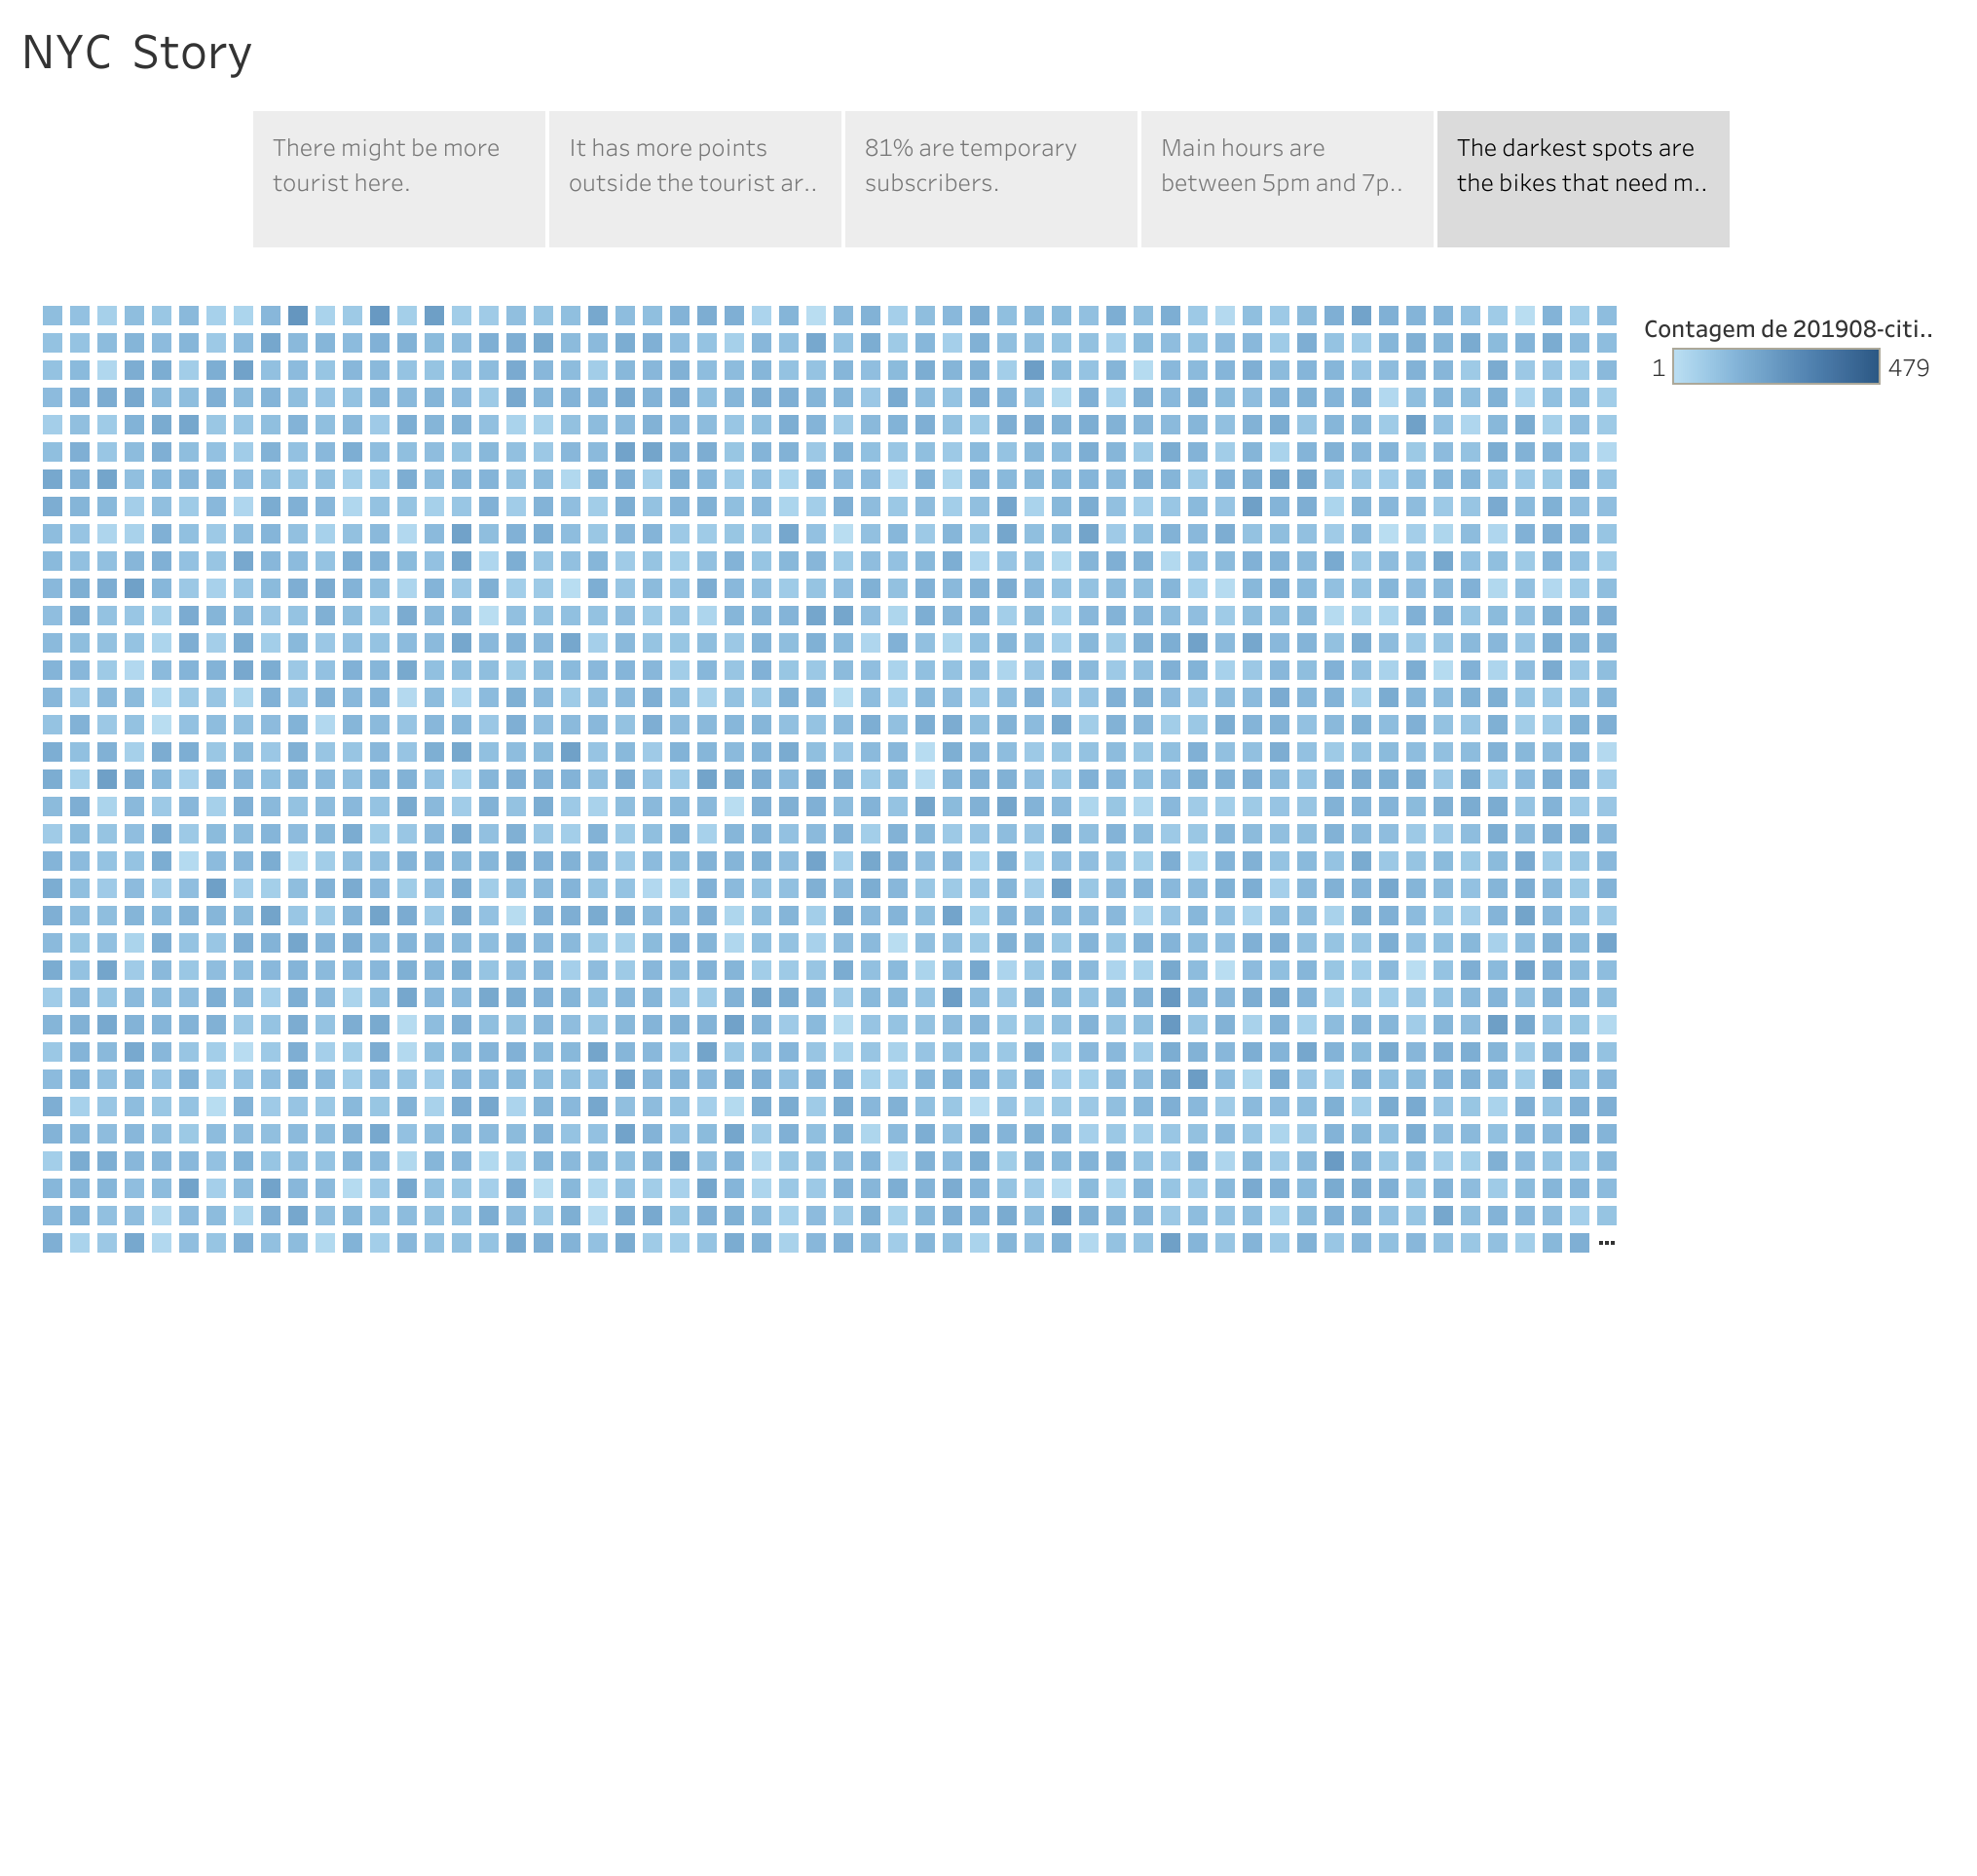 NYC Story
There might be more
tourist here.
It has more points
outside the tourist ar..
81% are temporary
subscribers.
Main hours are
between 5pm and 7p..
The darkest spots are
the bikes that need m..
Contagem de 201908-citi..
1 479